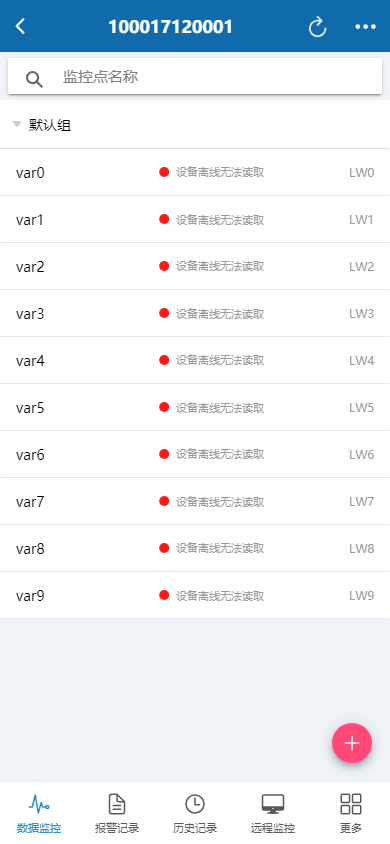 100017120001
监控点名称
默认组
var0 设备离线无法读取 LW0
var1 设备离线无法读取 LW1
var2 设备离线无法读取 LW2
var3 设备离线无法读取 LW3
var4 设备离线无法读取 LW4
var5 设备离线无法读取 LW5
var6 设备离线无法读取 LW6
var7 设备离线无法读取 LW7
var8 设备离线无法读取 LW8
var9 设备离线无法读取 LW9
数据监控 报警记录 历史记录 远程监控 更多